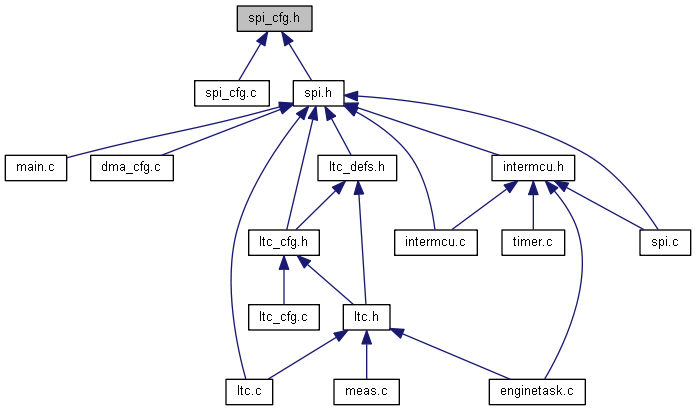 spi_cfg.h
spi_cfg.c
spi.h
main.c
dma_cfg.c
ltc_defs.h
intermcu.h
ltc_cfg.h
intermcu.c
timer.c
spi.c
ltc_cfg.c
ltc.h
ltc.c
meas.c
enginetask.c